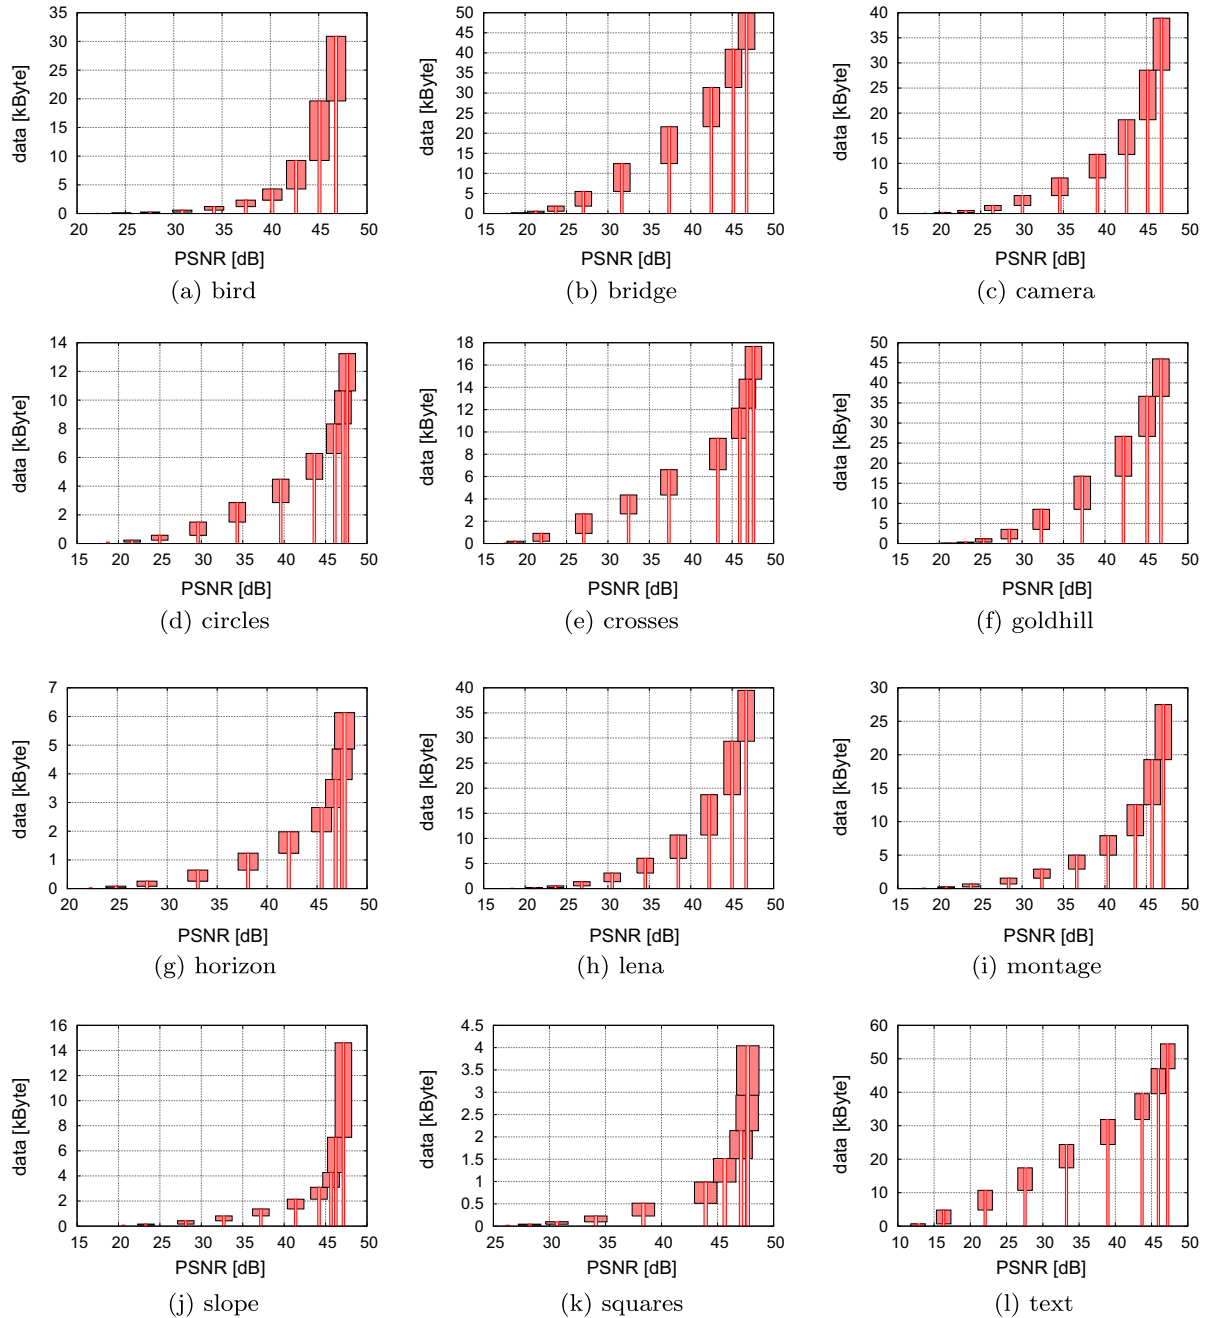 35
30
25
20
15
10
5
0
20 25 30 35 40 45 50
data [kByte]
PSNR [dB]
(a) bird
50
45
40
35
30
25
20
15
10
5
0
15 20 25 30 35 40 45 50
data [kByte]
PSNR [dB]
(b) bridge
40
35
30
25
20
15
10
5
0
15 20 25 30 35 40 45 50
data [kByte]
PSNR [dB]
(c) camera
14
12
10
8
6
4
2
0
15 20 25 30 35 40 45 50
data [kByte]
PSNR [dB]
(d) circles
18
16
14
12
10
8
6
4
2
0
15 20 25 30 35 40 45 50
data [kByte]
PSNR [dB]
(e) crosses
50
45
40
35
30
25
20
15
10
5
0
15 20 25 30 35 40 45 50
data [kByte]
PSNR [dB]
(f) goldhill
7
6
5
4
3
2
1
0
20 25 30 35 40 45 50
data [kByte]
PSNR [dB]
(g) horizon
40
35
30
25
20
15
10
5
0
15 20 25 30 35 40 45 50
data [kByte]
PSNR [dB]
(h) lena
30
25
20
15
10
5
0
15 20 25 30 35 40 45 50
data [kByte]
PSNR [dB]
(i) montage
16
14
12
10
8
6
4
2
0
15 20 25 30 35 40 45 50
data [kByte]
PSNR [dB]
(j) slope
4.5
4
3.5
3
2.5
2
1.5
1
0.5
0
25 30 35 40 45 50
data [kByte]
PSNR [dB]
(k) squares
60
50
40
30
20
10
0
10 15 20 25 30 35 40 45 50
data [kByte]
PSNR [dB]
(l) text